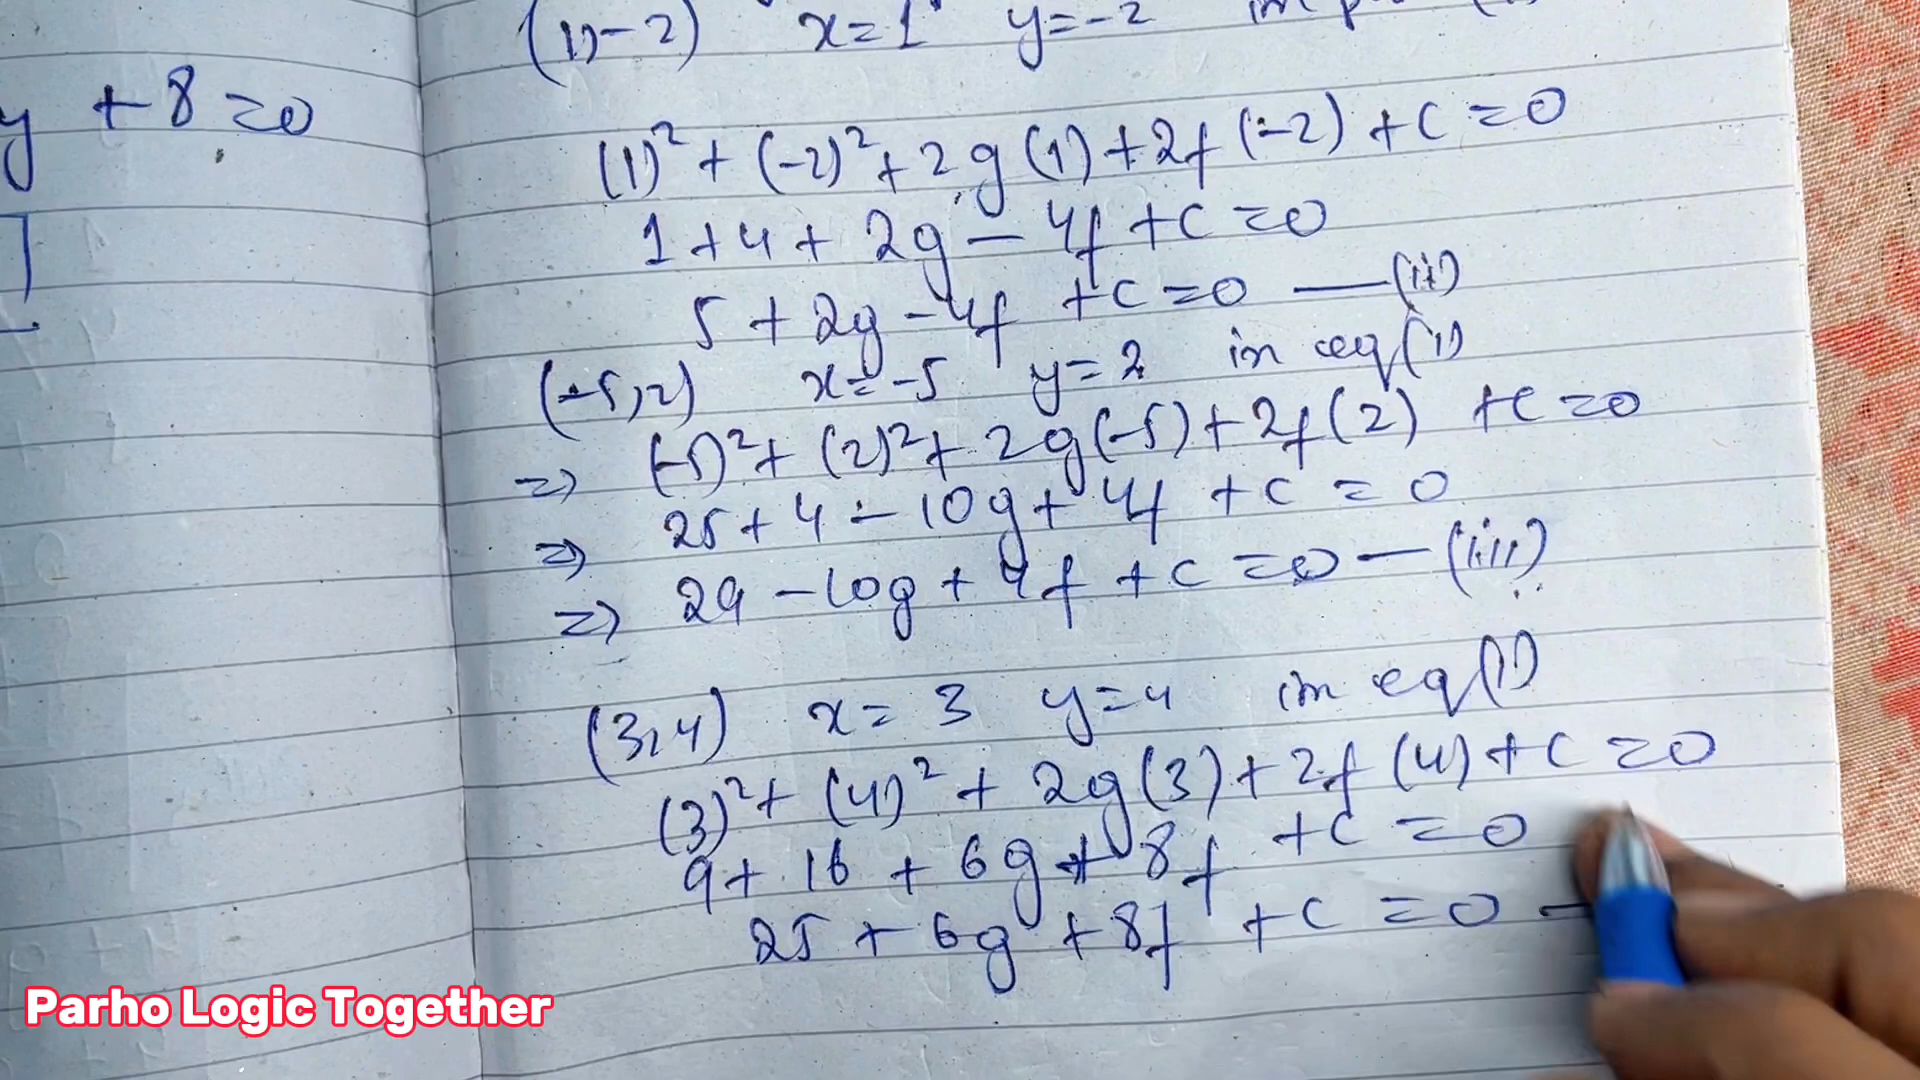 y + 8 = 0
(1, -2) x = 1 y = -2 in
(1)² + (-2)² + 2g(1) + 2f(-2) + c = 0
1 + 4 + 2g - 4f + c = 0
5 + 2g - 4f + c = 0 — (ii)
(-5, 2) x = -5 y = 2 in eq (1)
=> (-5)² + (2)² + 2g(-5) + 2f(2) + c = 0
=> 25 + 4 - 10g + 4f + c = 0
=> 29 - 10g + 4f + c = 0 — (iii)
(3, 4) x = 3 y = 4 in eq (1)
(3)² + (4)² + 2g(3) + 2f(4) + c = 0
9 + 16 + 6g + 8f + c = 0
25 + 6g + 8f + c = 0 —
Parho Logic Together